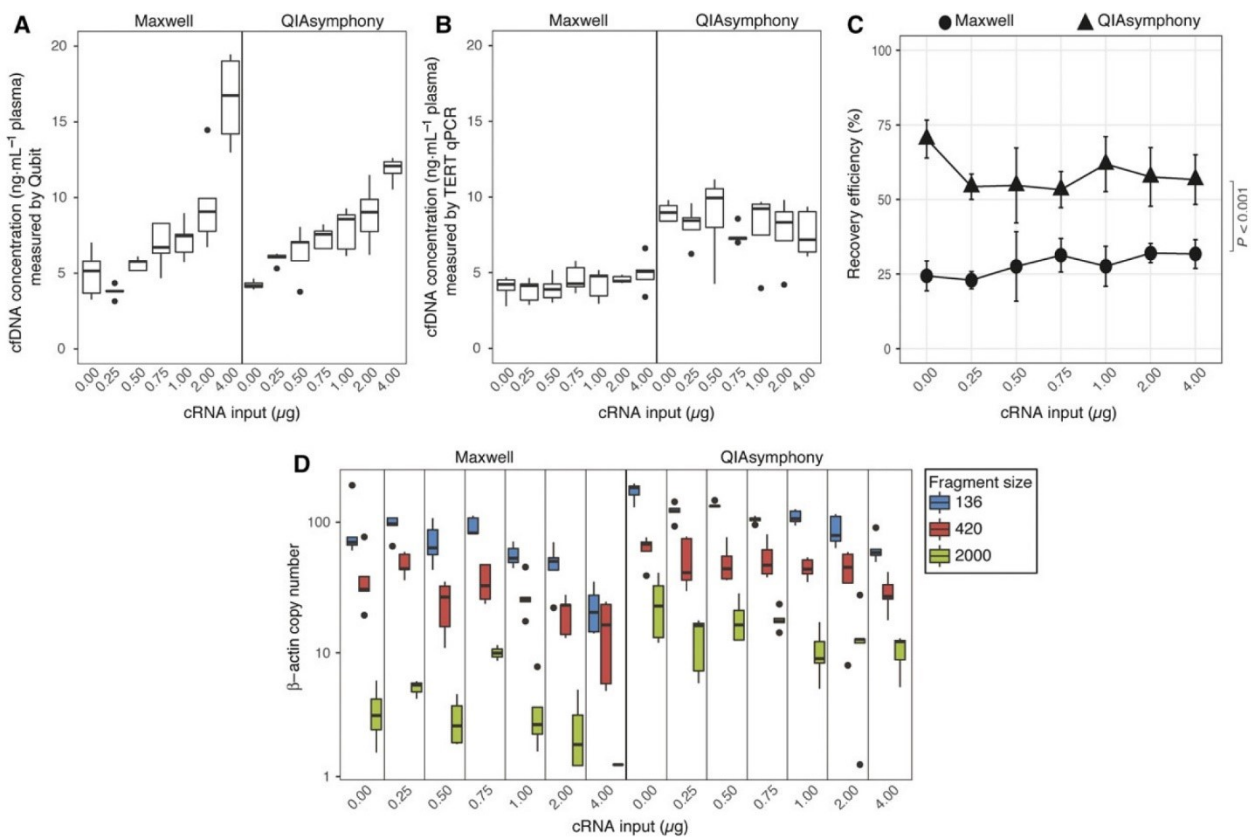 A
Maxwell
QIAsymphony
cfDNA concentration (ng·mL⁻¹ plasma)
measured by Qubit
20
15
10
5
0
0.00 0.25 0.50 0.75 1.00 2.00 4.00 0.00 0.25 0.50 0.75 1.00 2.00 4.00
cRNA input (µg)
B
Maxwell
QIAsymphony
cfDNA concentration (ng·mL⁻¹ plasma)
measured by TERT qPCR
20
15
10
5
0
0.00 0.25 0.50 0.75 1.00 2.00 4.00 0.00 0.25 0.50 0.75 1.00 2.00 4.00
cRNA input (µg)
C
Maxwell
QIAsymphony
Recovery efficiency (%)
100
75
50
25
0
0.00 0.25 0.50 0.75 1.00 2.00 4.00
cRNA input (µg)
P < 0.001
D
Maxwell
QIAsymphony
β−actin copy number
100
10
1
0.00 0.25 0.50 0.75 1.00 2.00 4.00 0.00 0.25 0.50 0.75 1.00 2.00 4.00
cRNA input (µg)
Fragment size
136
420
2000